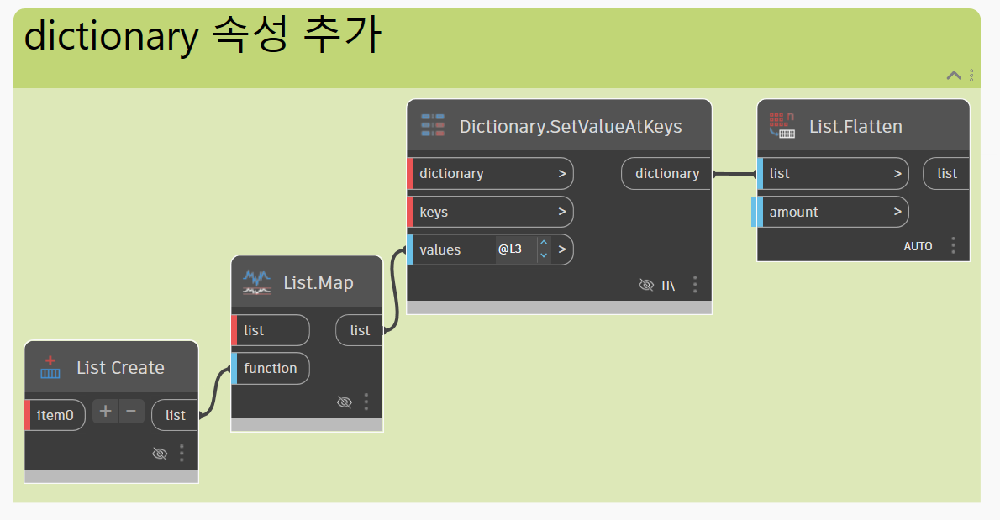 dictionary 속성 추가
Dictionary.SetValueAtKeys
dictionary >
dictionary
keys >
values @L3 >
II\
List.Flatten
list >
list
amount >
AUTO
List.Map
list
list
function
List Create
item0 + −
list